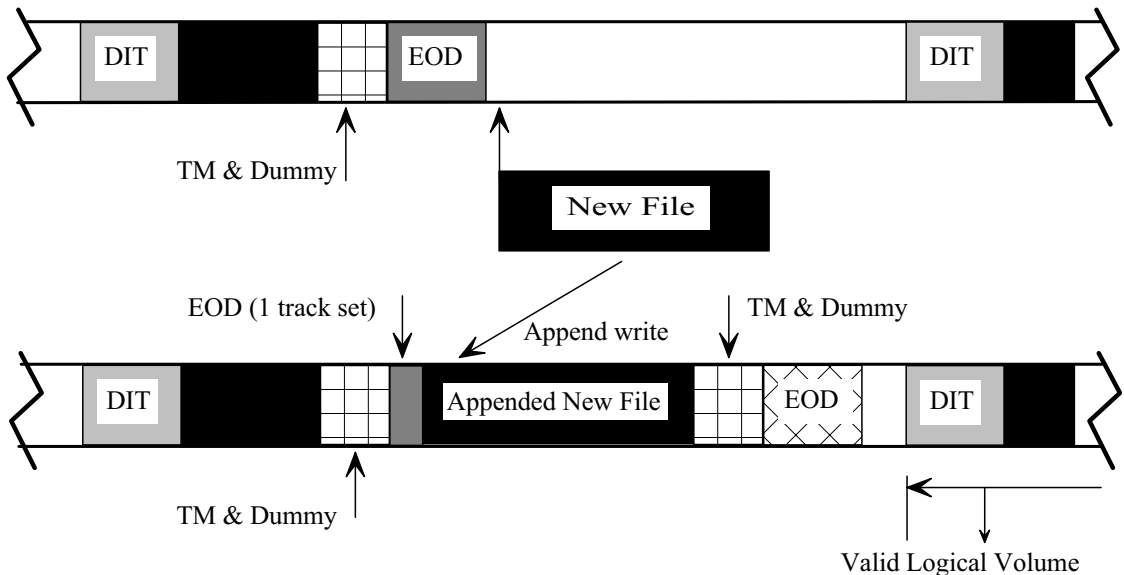 DIT
EOD
DIT
TM & Dummy
New File
EOD (1 track set)
TM & Dummy
Append write
DIT
Appended New File
EOD
DIT
TM & Dummy
Valid Logical Volume